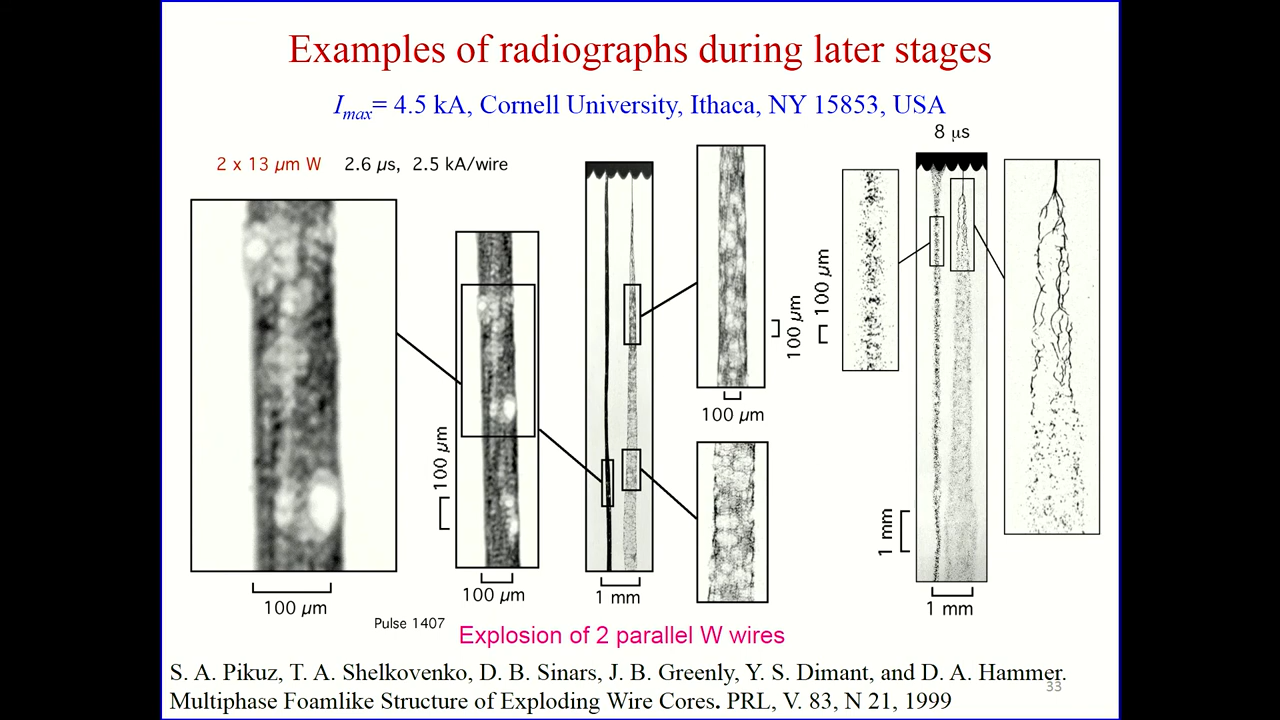 Examples of radiographs during later stages
Imax= 4.5 kA, Cornell University, Ithaca, NY 15853, USA
8 µs
2 x 13 µm W 2.6 µs, 2.5 kA/wire
100 µm
100 µm
100 µm
100 µm
1 mm
100 µm
100 µm
1 mm
100 µm
1 mm
Pulse 1407
Explosion of 2 parallel W wires
S. A. Pikuz, T. A. Shelkovenko, D. B. Sinars, J. B. Greenly, Y. S. Dimant, and D. A. Hammer.
Multiphase Foamlike Structure of Exploding Wire Cores. PRL, V. 83, N 21, 1999
33